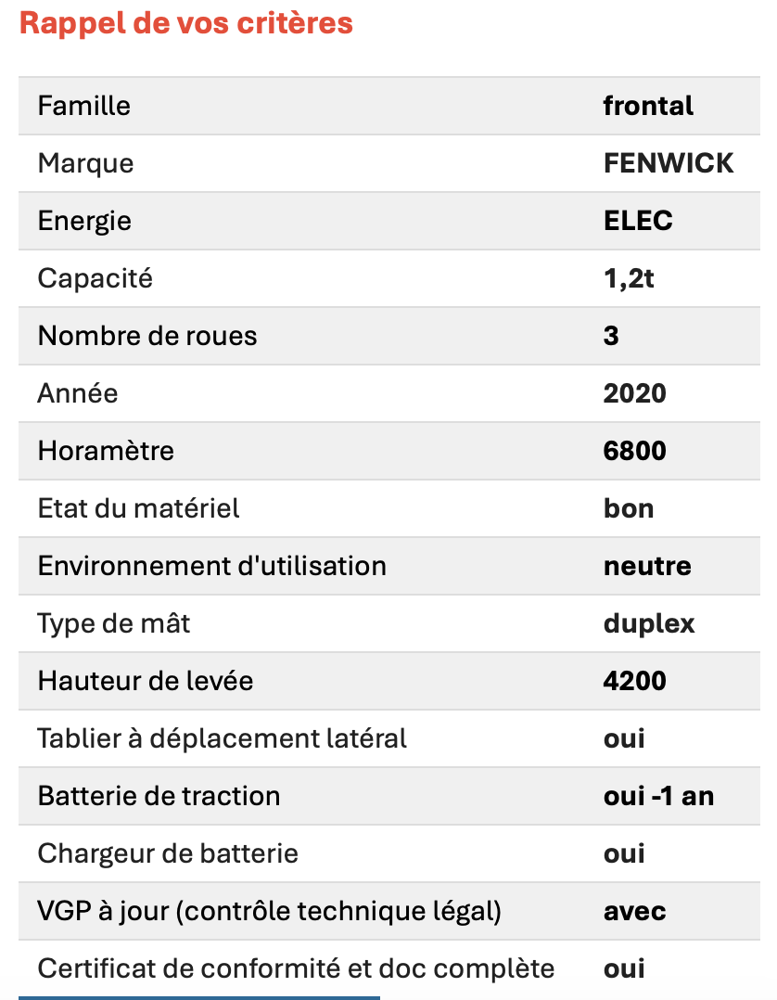 Rappel de vos critères
Famille frontal
Marque FENWICK
Energie ELEC
Capacité 1,2t
Nombre de roues 3
Année 2020
Horamètre 6800
Etat du matériel bon
Environnement d'utilisation neutre
Type de mât duplex
Hauteur de levée 4200
Tablier à déplacement latéral oui
Batterie de traction oui -1 an
Chargeur de batterie oui
VGP à jour (contrôle technique légal) avec
Certificat de conformité et doc complète oui